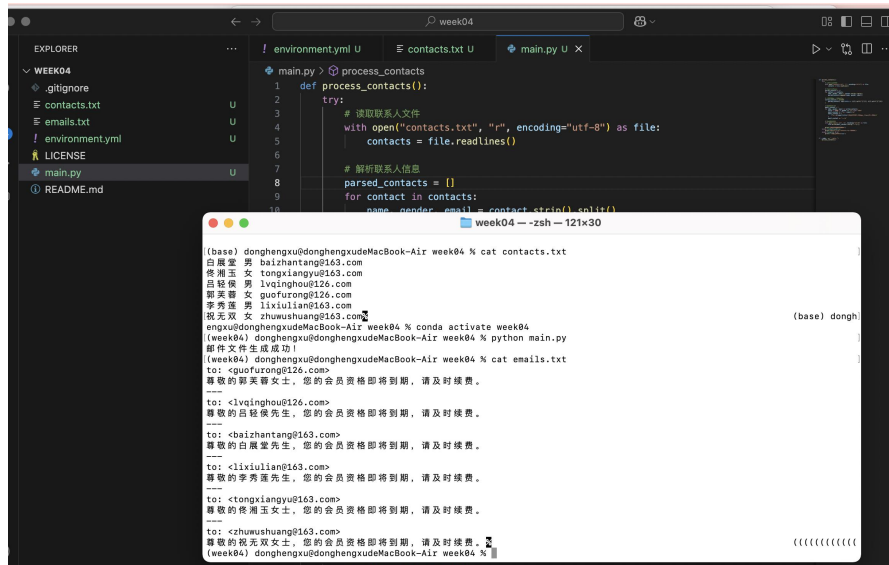 week04
EXPLORER
WEEK04
.gitignore
contacts.txt U
emails.txt U
! environment.yml U
LICENSE
main.py U
README.md
! environment.yml U
contacts.txt U
main.py U
main.py > process_contacts
1 def process_contacts():
2 try:
3 # 读取联系人文件
4 with open("contacts.txt", "r", encoding="utf-8") as file:
5 contacts = file.readlines()
6
7 # 解析联系人信息
8 parsed_contacts = []
9 for contact in contacts:
10 name, gender, email = contact.strip().split()
week04 — -zsh — 121×30
(base) donghengxu@donghengxudeMacBook-Air week04 % cat contacts.txt
白展堂 男 baizhantang@163.com
佟湘玉 女 tongxiangyu@163.com
吕轻侯 男 lvqinghou@126.com
郭芙蓉 女 guofurong@126.com
李秀莲 男 lixiulian@163.com
祝无双 女 zhuwushuang@163.com% (base) dongh
engxu@donghengxudeMacBook-Air week04 % conda activate week04
(week04) donghengxu@donghengxudeMacBook-Air week04 % python main.py
邮件文件生成成功!
(week04) donghengxu@donghengxudeMacBook-Air week04 % cat emails.txt
to: <guofurong@126.com>
尊敬的郭芙蓉女士，您的会员资格即将到期，请及时续费。
---
to: <lvqinghou@126.com>
尊敬的吕轻侯先生，您的会员资格即将到期，请及时续费。
---
to: <baizhantang@163.com>
尊敬的白展堂先生，您的会员资格即将到期，请及时续费。
---
to: <lixiulian@163.com>
尊敬的李秀莲先生，您的会员资格即将到期，请及时续费。
---
to: <tongxiangyu@163.com>
尊敬的佟湘玉女士，您的会员资格即将到期，请及时续费。
---
to: <zhuwushuang@163.com>
尊敬的祝无双女士，您的会员资格即将到期，请及时续费。% ((((((((((((
(week04) donghengxu@donghengxudeMacBook-Air week04 %